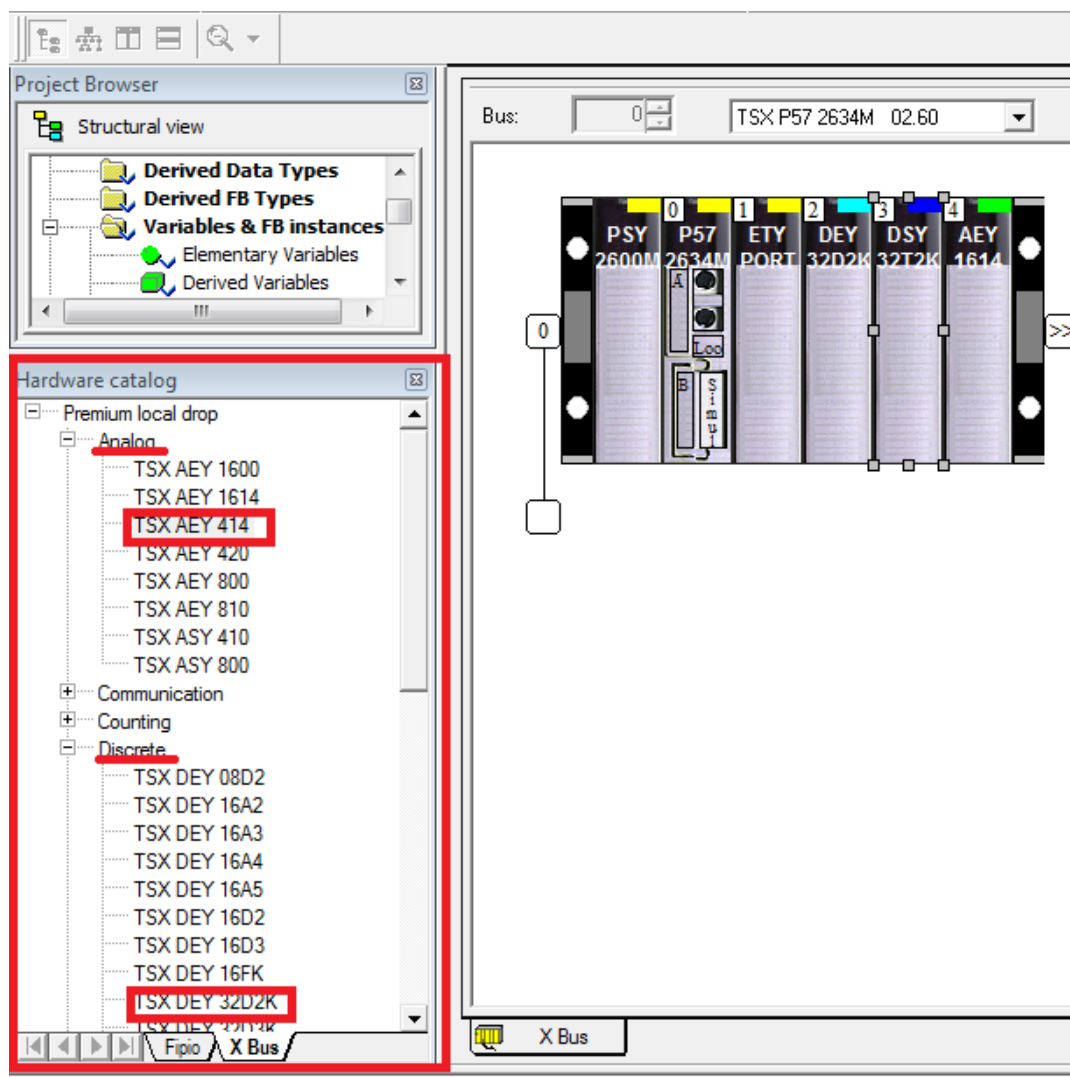 Project Browser
Structural view
Derived Data Types
Derived FB Types
Variables & FB instances
Elementary Variables
Derived Variables
Hardware catalog
Premium local drop
Analog
TSX AEY 1600
TSX AEY 1614
TSX AEY 414
TSX AEY 420
TSX AEY 800
TSX AEY 810
TSX ASY 410
TSX ASY 800
Communication
Counting
Discrete
TSX DEY 08D2
TSX DEY 16A2
TSX DEY 16A3
TSX DEY 16A4
TSX DEY 16A5
TSX DEY 16D2
TSX DEY 16D3
TSX DEY 16FK
TSX DEY 32D2K
TSX DEY 32D3K
Fipio X Bus
Bus: 0 TSX P57 2634M 02.60
0 1 2 3 4
PSY P57 ETY DEY DSY AEY
2600M 2634M PORT 32D2K 32T2K 1614
A
Loo
B Simul
0 >>
X Bus